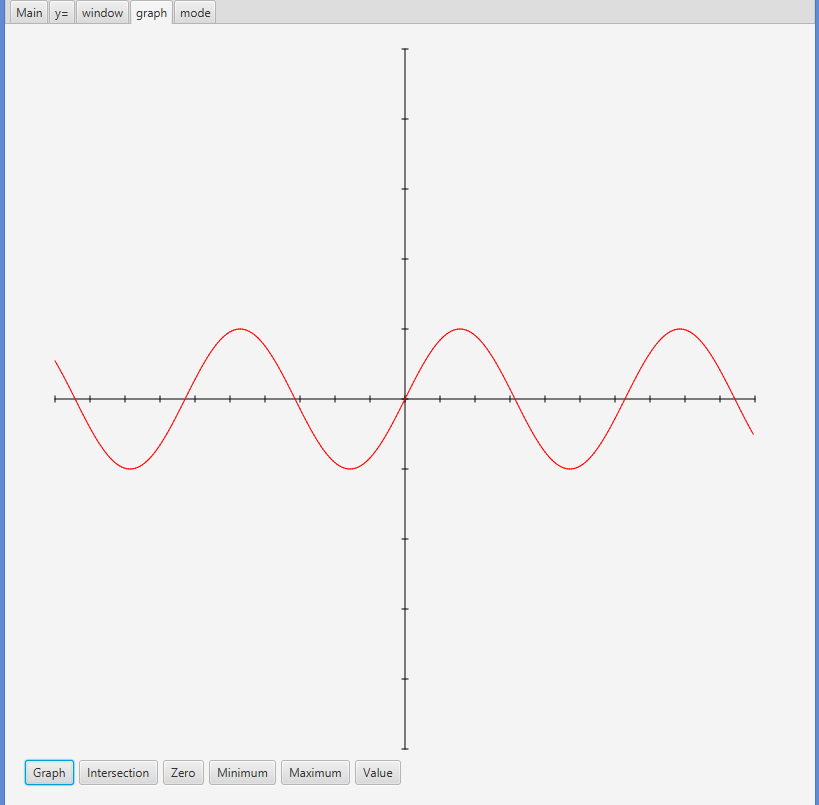 Main y= window graph mode
Graph Intersection Zero Minimum Maximum Value